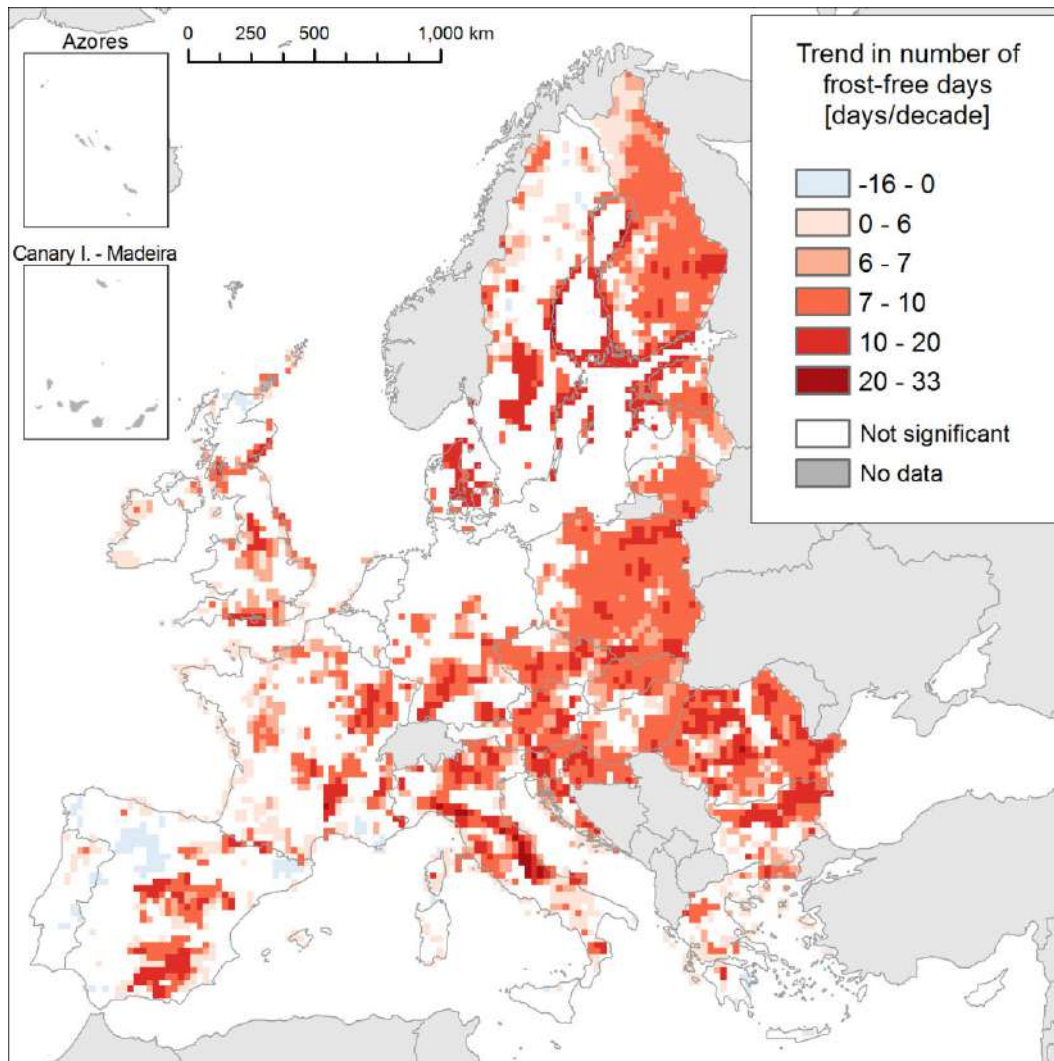 Azores
0 250 500 1,000 km
Canary I. - Madeira
Trend in number of
frost-free days
[days/decade]
-16 - 0
0 - 6
6 - 7
7 - 10
10 - 20
20 - 33
Not significant
No data